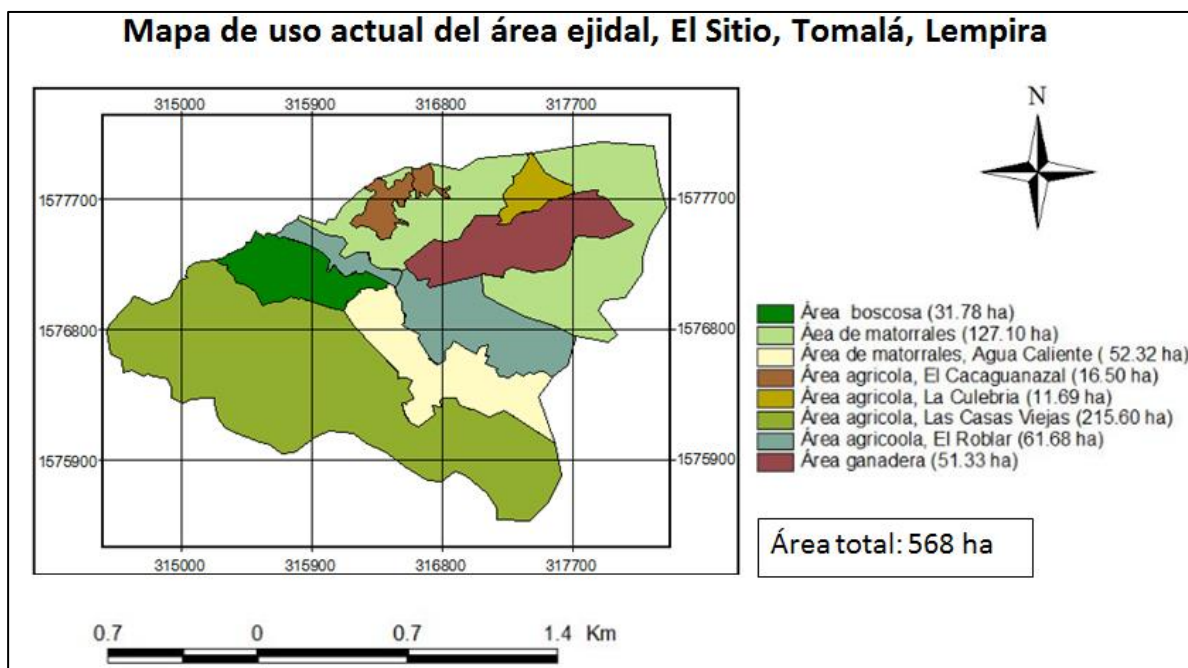 Mapa de uso actual del área ejidal, El Sitio, Tomalá, Lempira
315000 315900 316800 317700
N
1577700 1577700
1576800 1576800
1575900 1575900
315000 315900 316800 317700
Área boscosa (31.78 ha)
Áea de matorrales (127.10 ha)
Área de matorrales, Agua Caliente ( 52.32 ha)
Área agricola, El Cacaguanazal (16.50 ha)
Área agricola, La Culebria (11.69 ha)
Área agricola, Las Casas Viejas (215.60 ha)
Área agricoola, El Roblar (61.68 ha)
Área ganadera (51.33 ha)
Área total: 568 ha
0.7 0 0.7 1.4 Km